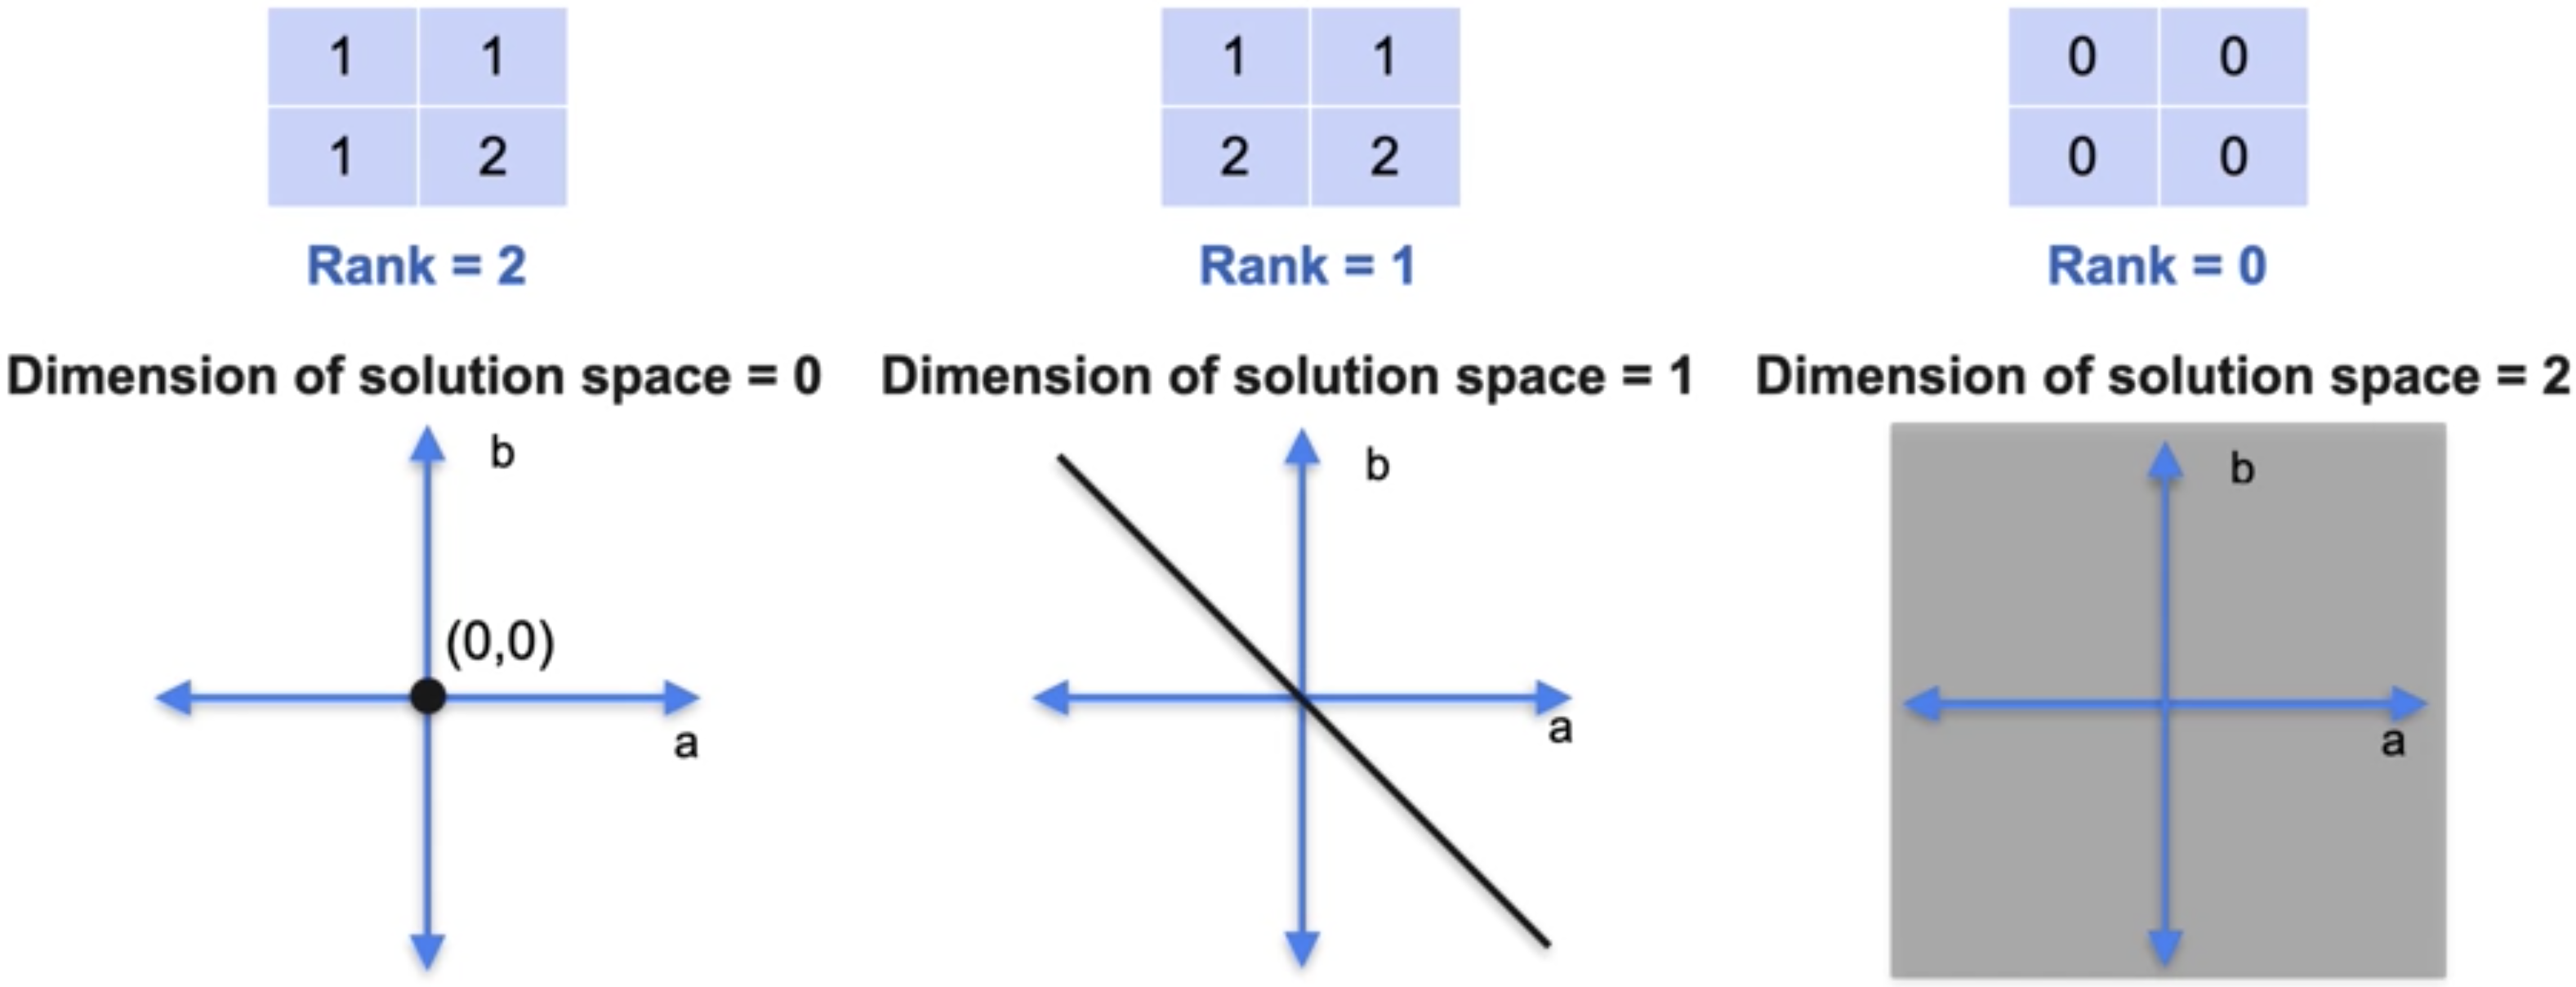 1 1
1 2
Rank = 2
Dimension of solution space = 0
b
(0,0)
a
1 1
2 2
Rank = 1
Dimension of solution space = 1
b
a
0 0
0 0
Rank = 0
Dimension of solution space = 2
b
a